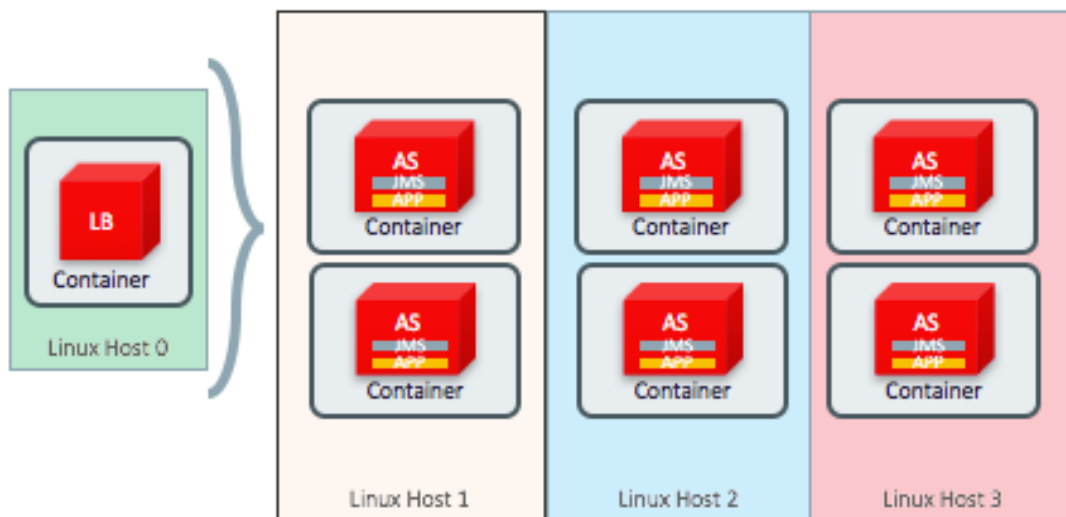 LB
Container
Linux Host 0
AS
JMS
APP
Container
AS
JMS
APP
Container
Linux Host 1
AS
JMS
APP
Container
AS
JMS
APP
Container
Linux Host 2
AS
JMS
APP
Container
AS
JMS
APP
Container
Linux Host 3